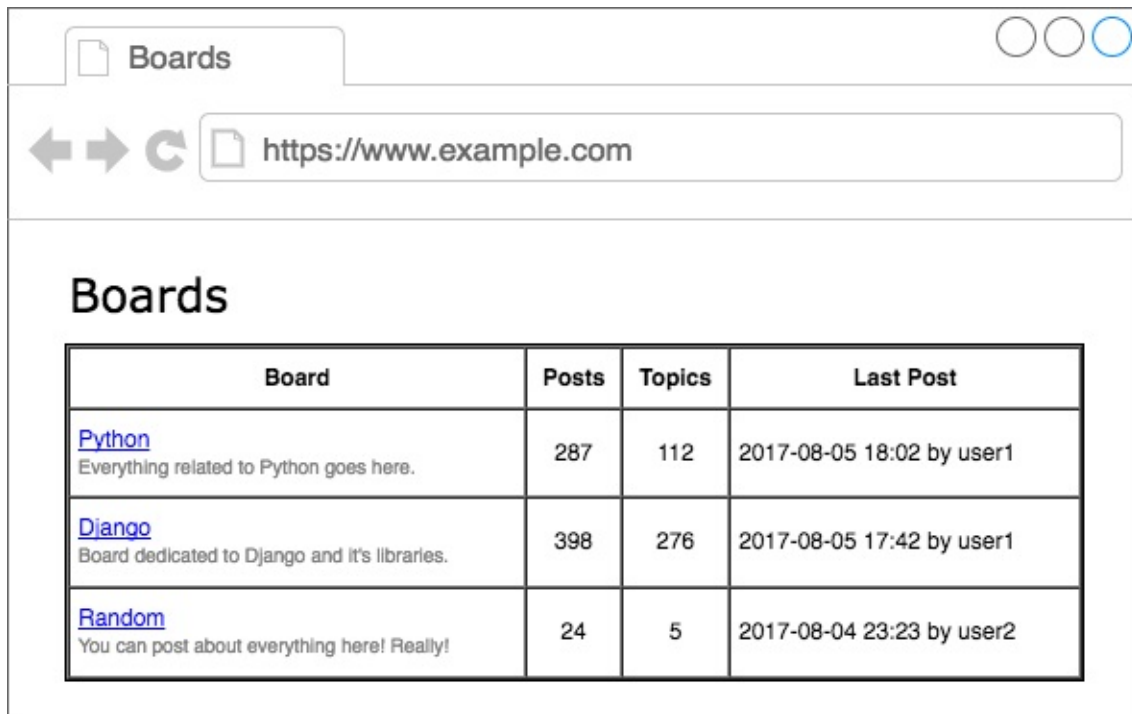 Boards
https://www.example.com
Boards
Board Posts Topics Last Post
Python
Everything related to Python goes here.
287 112 2017-08-05 18:02 by user1
Django
Board dedicated to Django and it's libraries.
398 276 2017-08-05 17:42 by user1
Random
You can post about everything here! Really!
24 5 2017-08-04 23:23 by user2